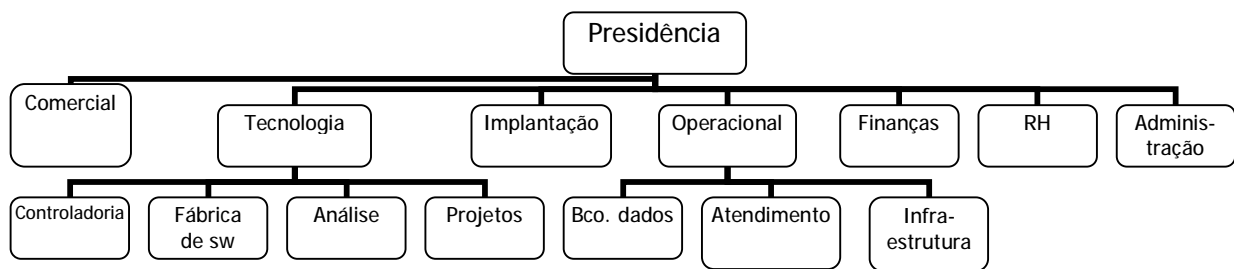 Presidência
Comercial
Tecnologia
Implantação
Operacional
Finanças
RH
Adminis-
tração
Controladoria
Fábrica
de sw
Análise
Projetos
Bco. dados
Atendimento
Infra-
estrutura